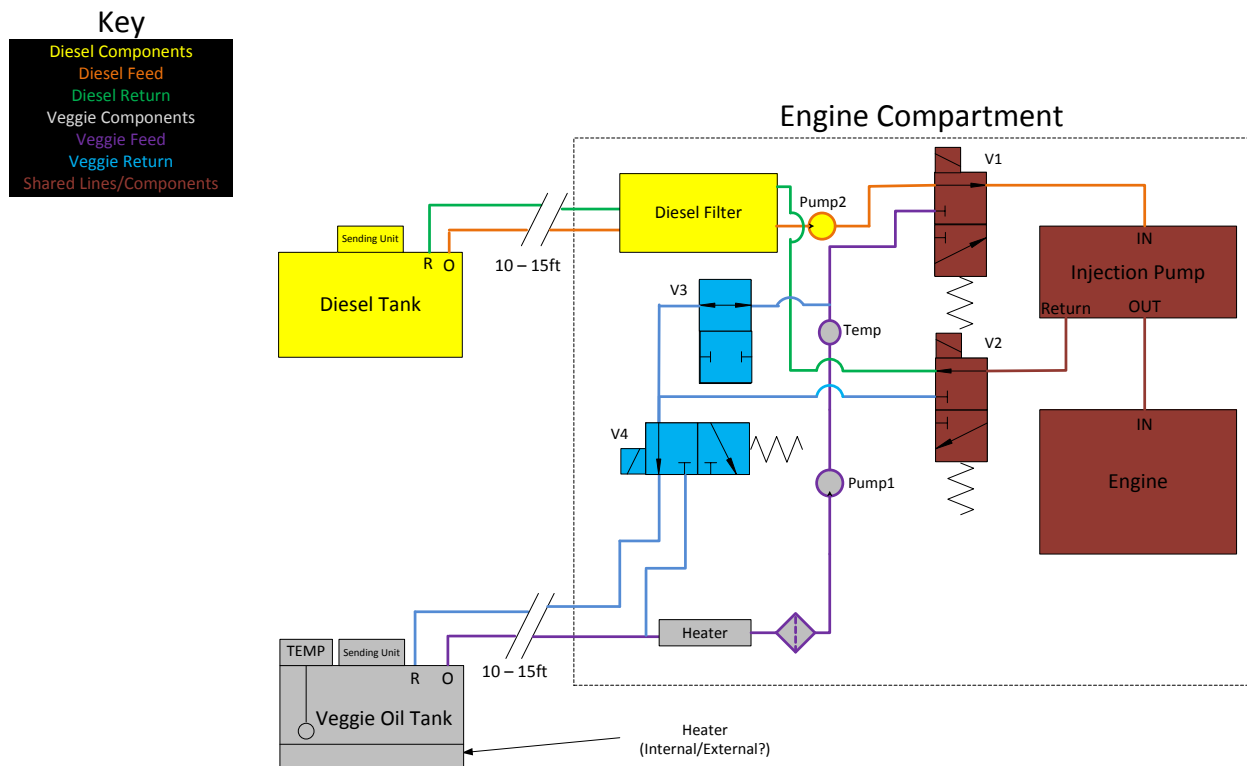 Key
Diesel Components
Diesel Feed
Diesel Return
Veggie Components
Veggie Feed
Veggie Return
Shared Lines/Components
Engine Compartment
V1
Diesel Filter
Pump2
Sending Unit
R O
10 – 15ft
Diesel Tank
IN
Injection Pump
Return OUT
V3
Temp
V2
V4
IN
Engine
Pump1
Heater
TEMP
Sending Unit
R O
10 – 15ft
Veggie Oil Tank
Heater
(Internal/External?)